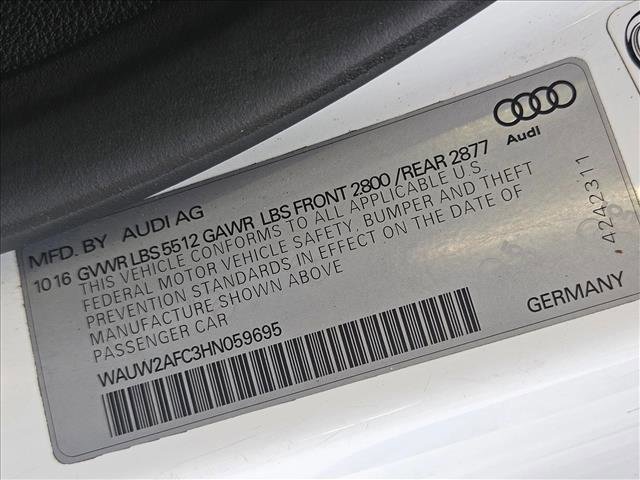 Audi
MFD. BY AUDI AG
10 16 GVWR LBS 5512 GAWR LBS FRONT 2800 /REAR 2877
THIS VEHICLE CONFORMS TO ALL APPLICABLE U.S.
FEDERAL MOTOR VEHICLE SAFETY, BUMPER AND THEFT
PREVENTION STANDARDS IN EFFECT ON THE DATE OF
MANUFACTURE SHOWN ABOVE
PASSENGER CAR
WAUW2AFC3HN059695
GERMANY
4242311